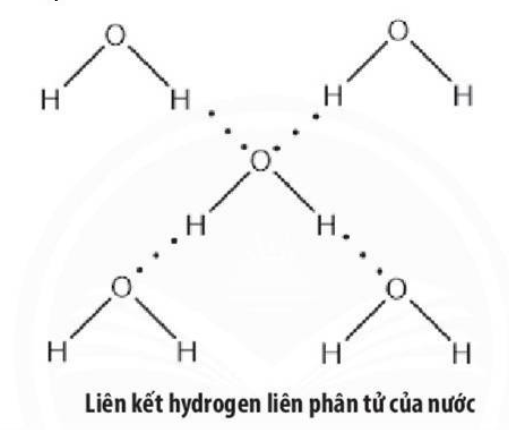 O O
H H H H
O
H H
O O
H H H H
Liên kết hydrogen liên phân tử của nước